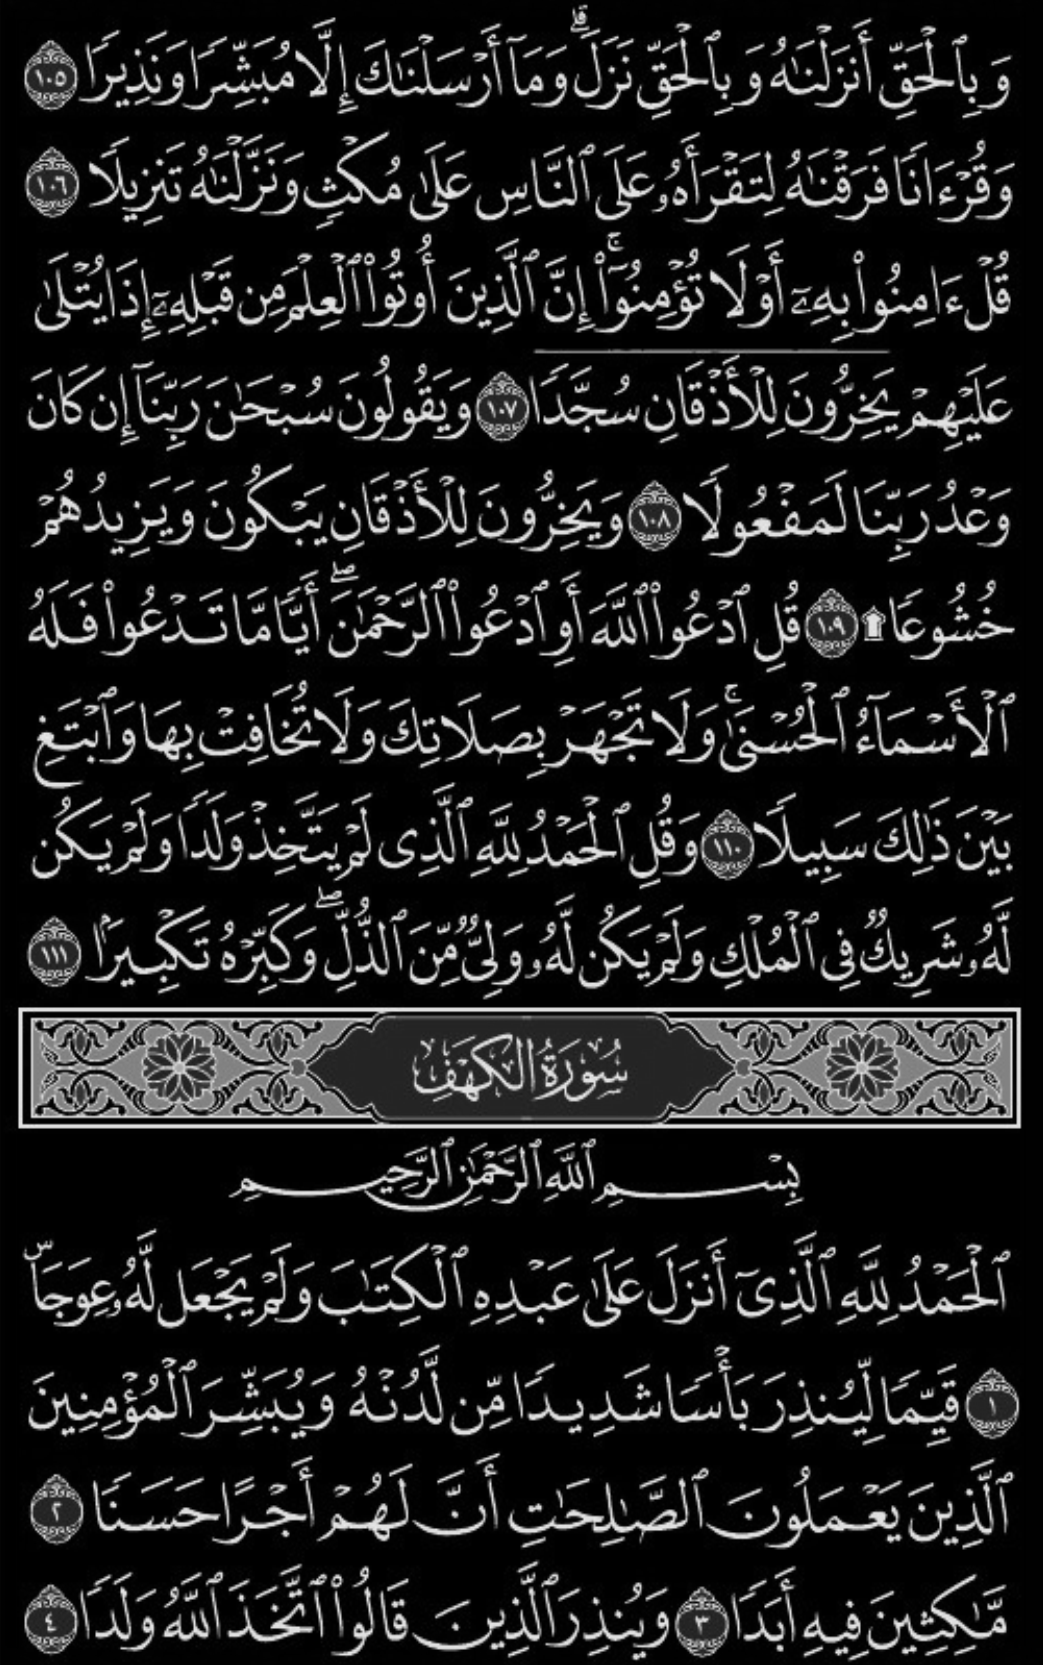 وَبِٱلْحَقِّ أَنزَلْنَـٰهُ وَبِٱلْحَقِّ نَزَلَ ۗ وَمَآ أَرْسَلْنَـٰكَ إِلَّا مُبَشِّرًا وَنَذِيرًا ١٠٥
وَقُرْءَانًا فَرَقْنَـٰهُ لِتَقْرَأَهُۥ عَلَى ٱلنَّاسِ عَلَىٰ مُكْثٍ وَنَزَّلْنَـٰهُ تَنزِيلًا ١٠٦
قُلْ ءَامِنُوا۟ بِهِۦٓ أَوْ لَا تُؤْمِنُوٓا۟ ۚ إِنَّ ٱلَّذِينَ أُوتُوا۟ ٱلْعِلْمَ مِن قَبْلِهِۦٓ إِذَا يُتْلَىٰ
عَلَيْهِمْ يَخِرُّونَ لِلْأَذْقَانِ سُجَّدًا ١٠٧ وَيَقُولُونَ سُبْحَـٰنَ رَبِّنَآ إِن كَانَ
وَعْدُ رَبِّنَا لَمَفْعُولًا ١٠٨ وَيَخِرُّونَ لِلْأَذْقَانِ يَبْكُونَ وَيَزِيدُهُمْ
خُشُوعًا ۩ ١٠٩ قُلِ ٱدْعُوا۟ ٱللَّهَ أَوِ ٱدْعُوا۟ ٱلرَّحْمَـٰنَ ۖ أَيًّا مَّا تَدْعُوا۟ فَلَهُ
ٱلْأَسْمَآءُ ٱلْحُسْنَىٰ ۚ وَلَا تَجْهَرْ بِصَلَاتِكَ وَلَا تُخَافِتْ بِهَا وَٱبْتَغِ
بَيْنَ ذَٰلِكَ سَبِيلًا ١١٠ وَقُلِ ٱلْحَمْدُ لِلَّهِ ٱلَّذِى لَمْ يَتَّخِذْ وَلَدًا وَلَمْ يَكُن
لَّهُۥ شَرِيكٌ فِى ٱلْمُلْكِ وَلَمْ يَكُن لَّهُۥ وَلِىٌّ مِّنَ ٱلذُّلِّ ۖ وَكَبِّرْهُ تَكْبِيرًۢا ١١١
سُورَةُ الكَهْفِ
بِسْمِ ٱللَّهِ ٱلرَّحْمَـٰنِ ٱلرَّحِيمِ
ٱلْحَمْدُ لِلَّهِ ٱلَّذِىٓ أَنزَلَ عَلَىٰ عَبْدِهِ ٱلْكِتَـٰبَ وَلَمْ يَجْعَل لَّهُۥ عِوَجَا ۜ
١ قَيِّمًا لِّيُنذِرَ بَأْسًا شَدِيدًا مِّن لَّدُنْهُ وَيُبَشِّرَ ٱلْمُؤْمِنِينَ
ٱلَّذِينَ يَعْمَلُونَ ٱلصَّـٰلِحَـٰتِ أَنَّ لَهُمْ أَجْرًا حَسَنًا ٢
مَّـٰكِثِينَ فِيهِ أَبَدًا ٣ وَيُنذِرَ ٱلَّذِينَ قَالُوا۟ ٱتَّخَذَ ٱللَّهُ وَلَدًا ٤